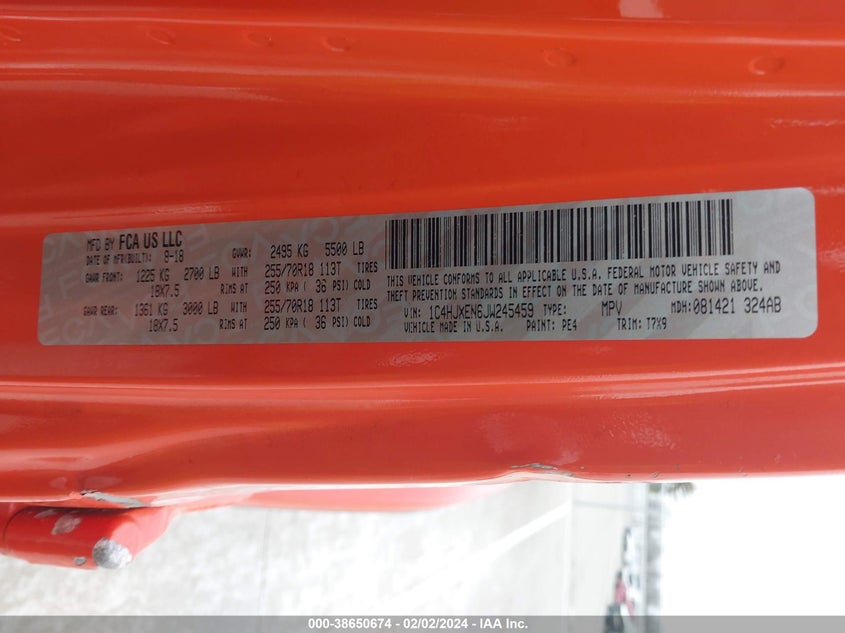 MFD BY FCA US LLC
DATE OF MFR(BUILT): 8-18 GVWR: 2495 KG 5500 LB
GAWR FRONT: 1225 KG 2700 LB WITH 255/70R18 113T TIRES
18X7.5 RIMS AT 250 KPA ( 36 PSI) COLD
GAWR REAR: 1361 KG 3000 LB WITH 255/70R18 113T TIRES
18X7.5 RIMS AT 250 KPA ( 36 PSI) COLD
THIS VEHICLE CONFORMS TO ALL APPLICABLE U.S.A. FEDERAL MOTOR VEHICLE SAFETY AND
THEFT PREVENTION STANDARDS IN EFFECT ON THE DATE OF MANUFACTURE SHOWN ABOVE.
VIN: 1C4HJXEN6JW245459 TYPE: MPV MDH: 081421 324AB
VEHICLE MADE IN U.S.A. PAINT: PE4 TRIM: T7X9
000-38650674 - 02/02/2024 - IAA Inc.